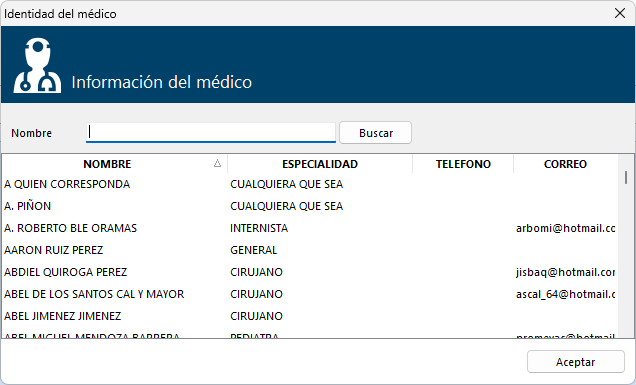 Identidad del médico
Información del médico
Nombre Buscar
NOMBRE ESPECIALIDAD TELEFONO CORREO
A QUIEN CORRESPONDA CUALQUIERA QUE SEA
A. PIÑON CUALQUIERA QUE SEA
A. ROBERTO BLE ORAMAS INTERNISTA arbomi@hotmail.co
AARON RUIZ PEREZ GENERAL
ABDIEL QUIROGA PEREZ CIRUJANO jisbaq@hotmail.con
ABEL DE LOS SANTOS CAL Y MAYOR CIRUJANO ascal_64@hotmail.c
ABEL JIMENEZ JIMENEZ CIRUJANO
ABEL MIGUEL MENDOZA BARRERA PEDIATRA
Aceptar